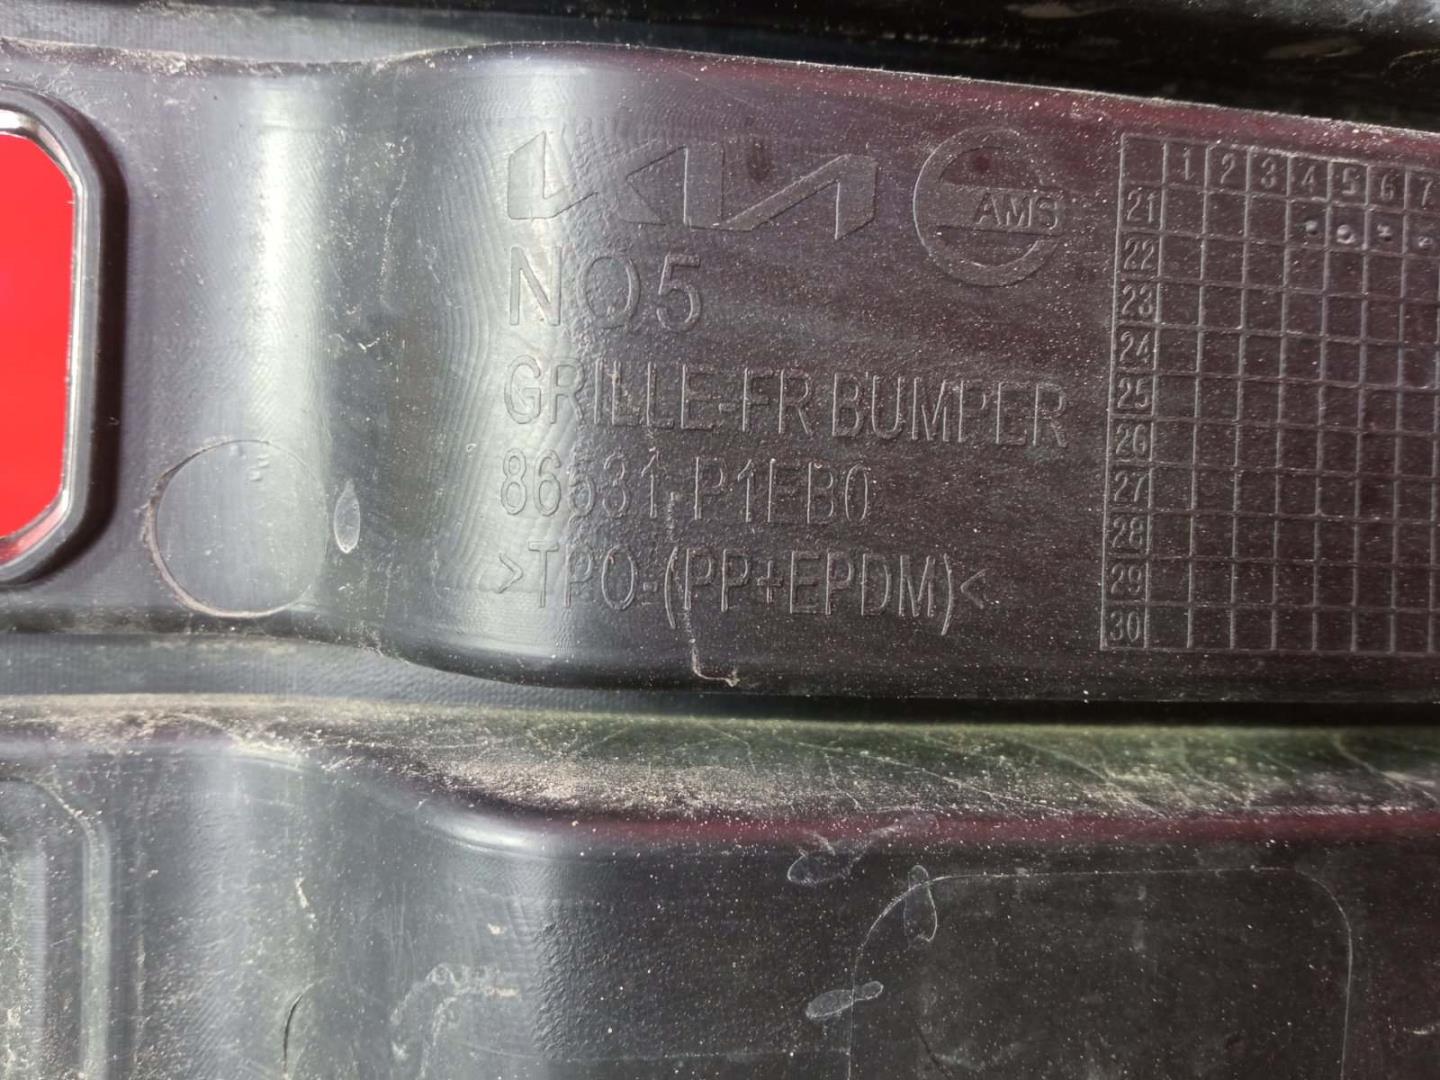 KIA AMS
NQ5
GRILLE-FR BUMPER
86531-P1EB0
>TPO-(PP+EPDM)<
1 2 3 4 5 6 7
21
22
23
24
25
26
27
28
29
30